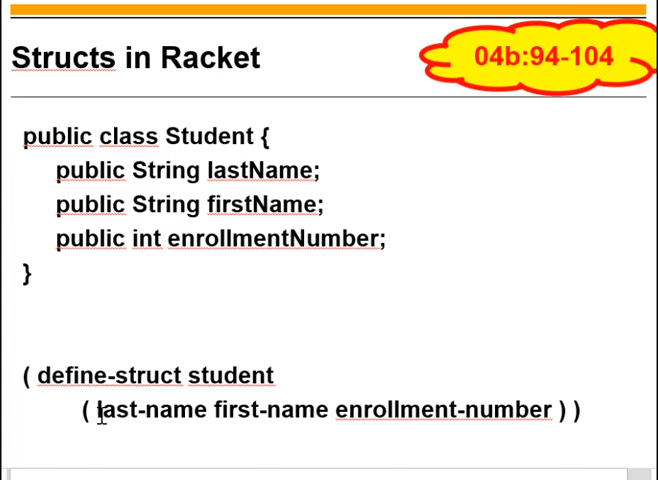 Structs in Racket
04b:94-104
public class Student {
public String lastName;
public String firstName;
public int enrollmentNumber;
}
( define-struct student
( last-name first-name enrollment-number ) )